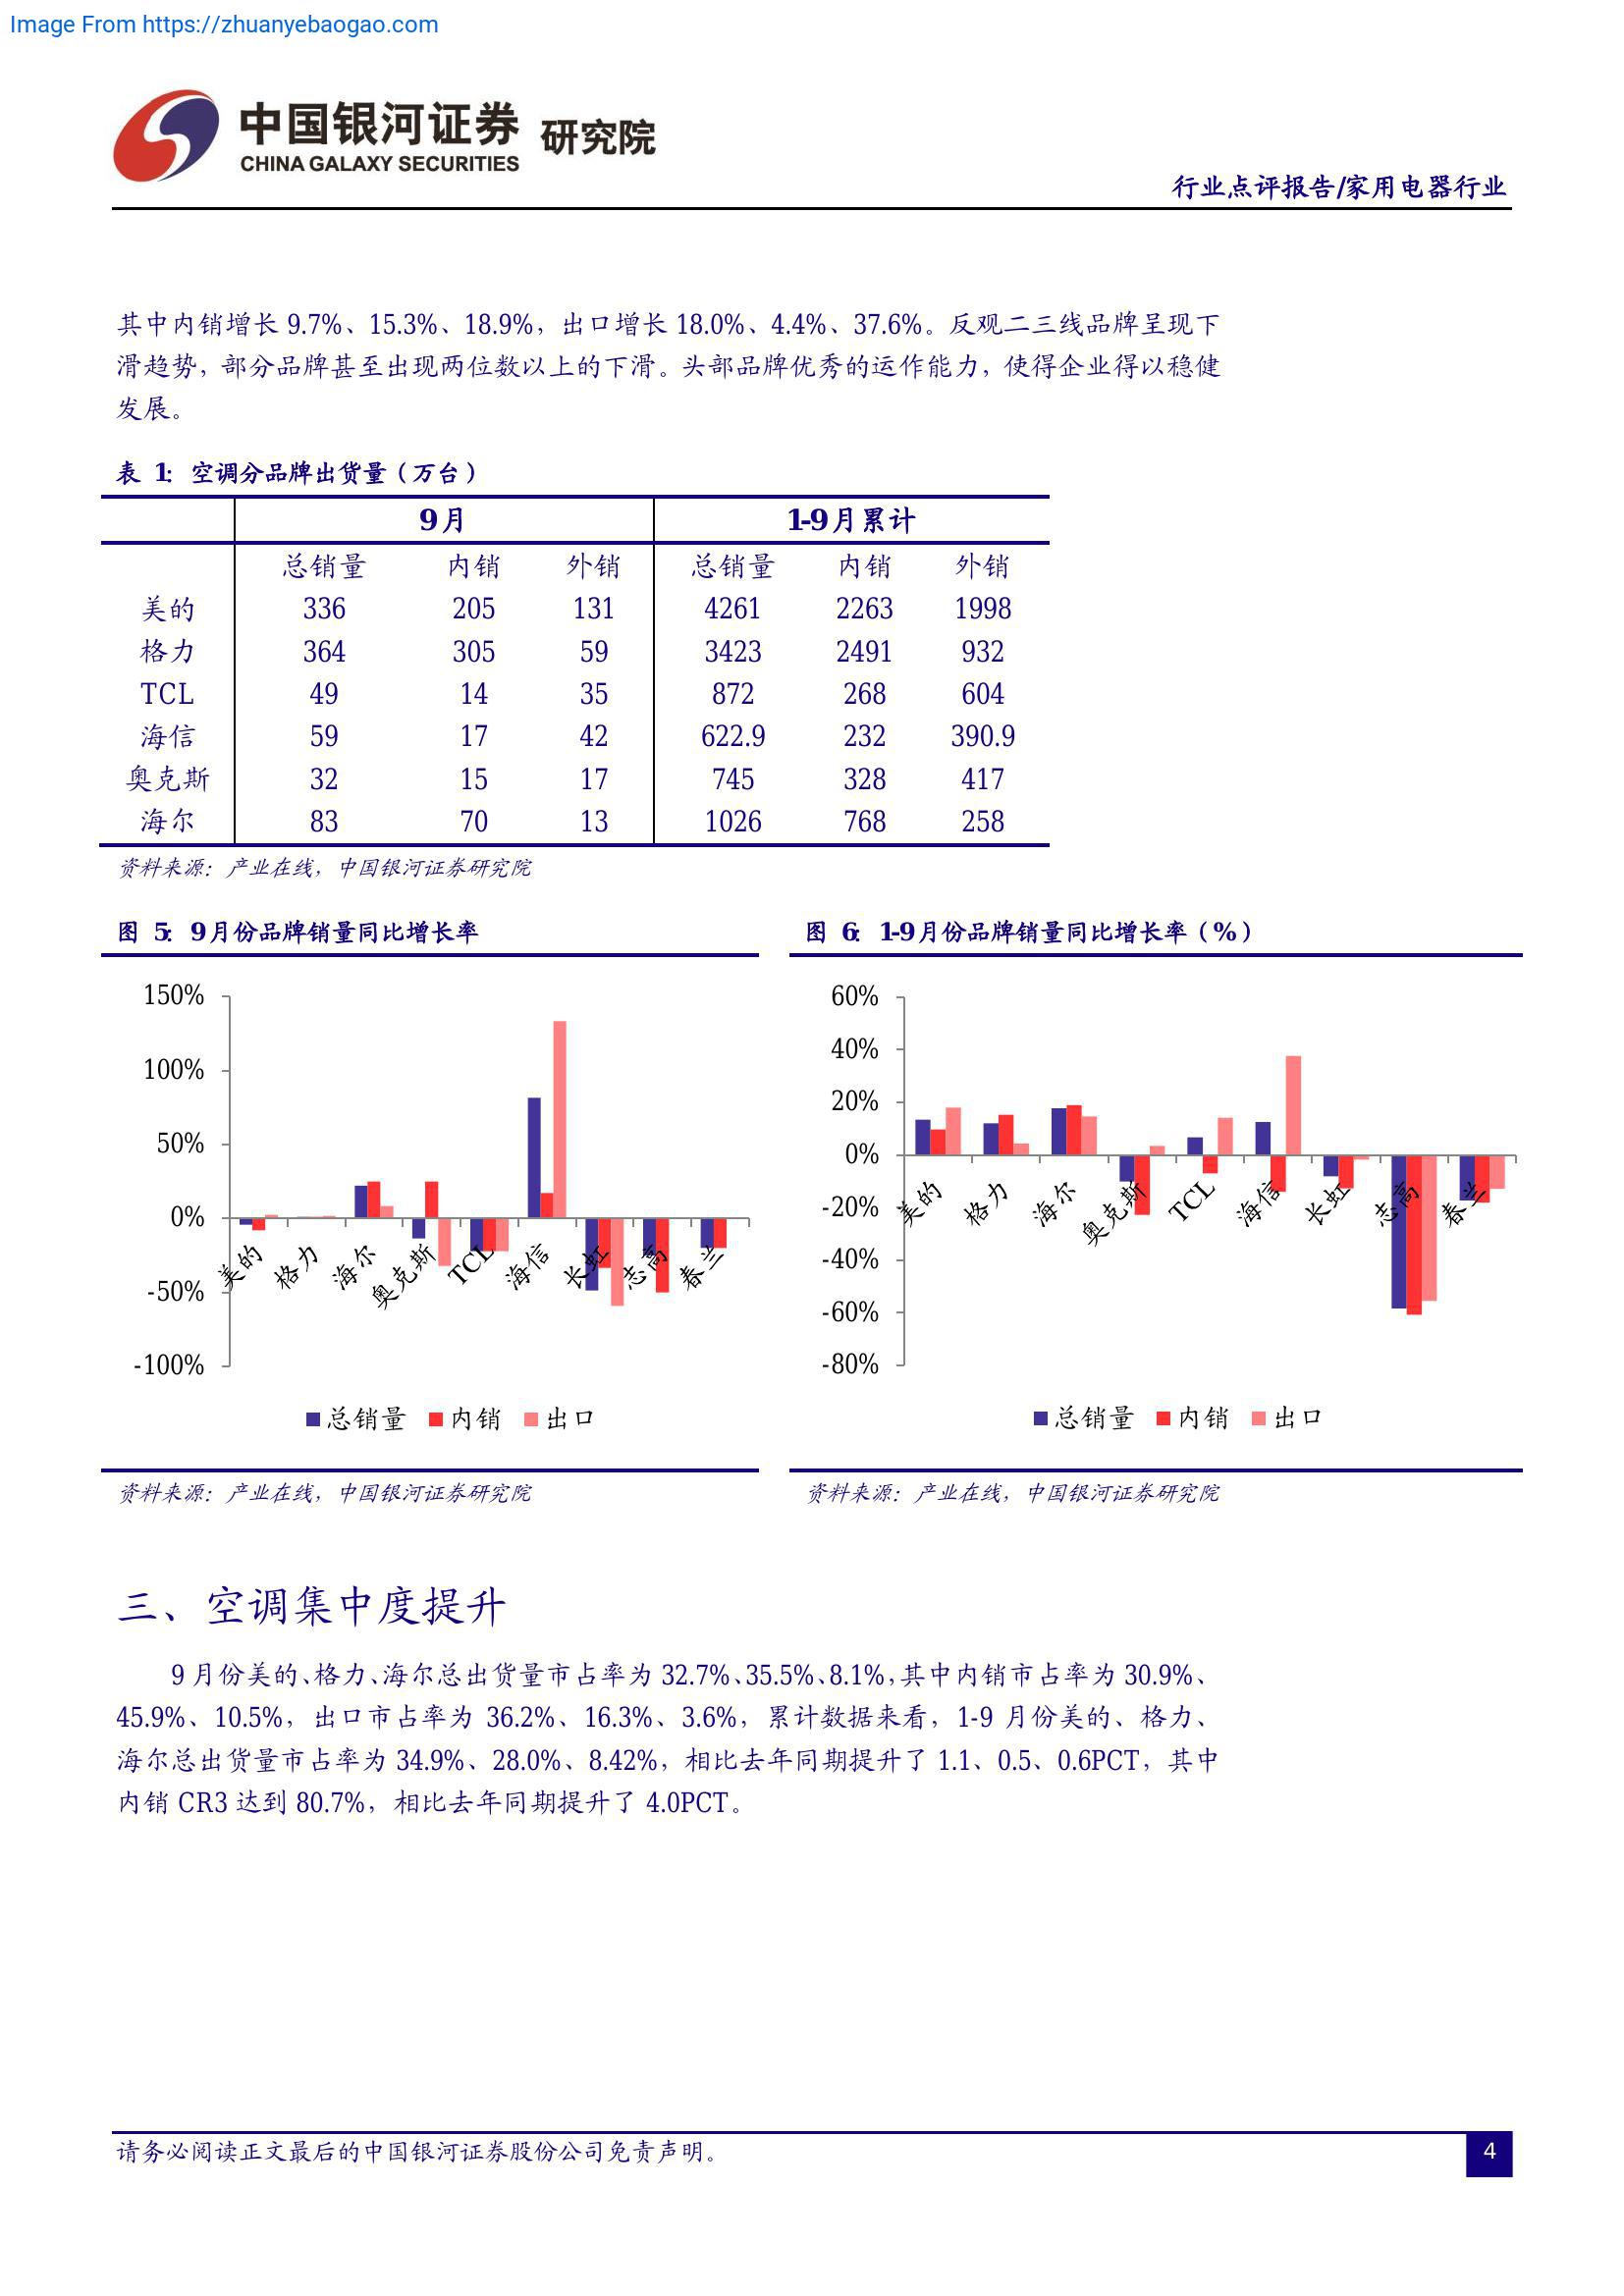 Image From https://zhuanyebaogao.com
中国银河证券 研究院
CHINA GALAXY SECURITIES
行业点评报告/家用电器行业
其中内销增长 9.7%、15.3%、18.9%，出口增长 18.0%、4.4%、37.6%。反观二三线品牌呈现下
滑趋势，部分品牌甚至出现两位数以上的下滑。头部品牌优秀的运作能力，使得企业得以稳健
发展。
表 1: 空调分品牌出货量（万台）
9月 1-9月累计
总销量 内销 外销 总销量 内销 外销
美的 336 205 131 4261 2263 1998
格力 364 305 59 3423 2491 932
TCL 49 14 35 872 268 604
海信 59 17 42 622.9 232 390.9
奥克斯 32 15 17 745 328 417
海尔 83 70 13 1026 768 258
资料来源：产业在线，中国银河证券研究院
图 5: 9月份品牌销量同比增长率
150%
100%
50%
0%
-50%
-100%
美的 格力 海尔 奥克斯 TCL 海信 长虹 志高 春兰
总销量 内销 出口
资料来源：产业在线，中国银河证券研究院
图 6: 1-9月份品牌销量同比增长率（%）
60%
40%
20%
0%
-20%
-40%
-60%
-80%
美的 格力 海尔 奥克斯 TCL 海信 长虹 志高 春兰
总销量 内销 出口
资料来源：产业在线，中国银河证券研究院
三、空调集中度提升
9 月份美的、格力、海尔总出货量市占率为 32.7%、35.5%、8.1%，其中内销市占率为 30.9%、
45.9%、10.5%，出口市占率为 36.2%、16.3%、3.6%，累计数据来看，1-9 月份美的、格力、
海尔总出货量市占率为 34.9%、28.0%、8.42%，相比去年同期提升了 1.1、0.5、0.6PCT，其中
内销 CR3 达到 80.7%，相比去年同期提升了 4.0PCT。
请务必阅读正文最后的中国银河证券股份公司免责声明。
4